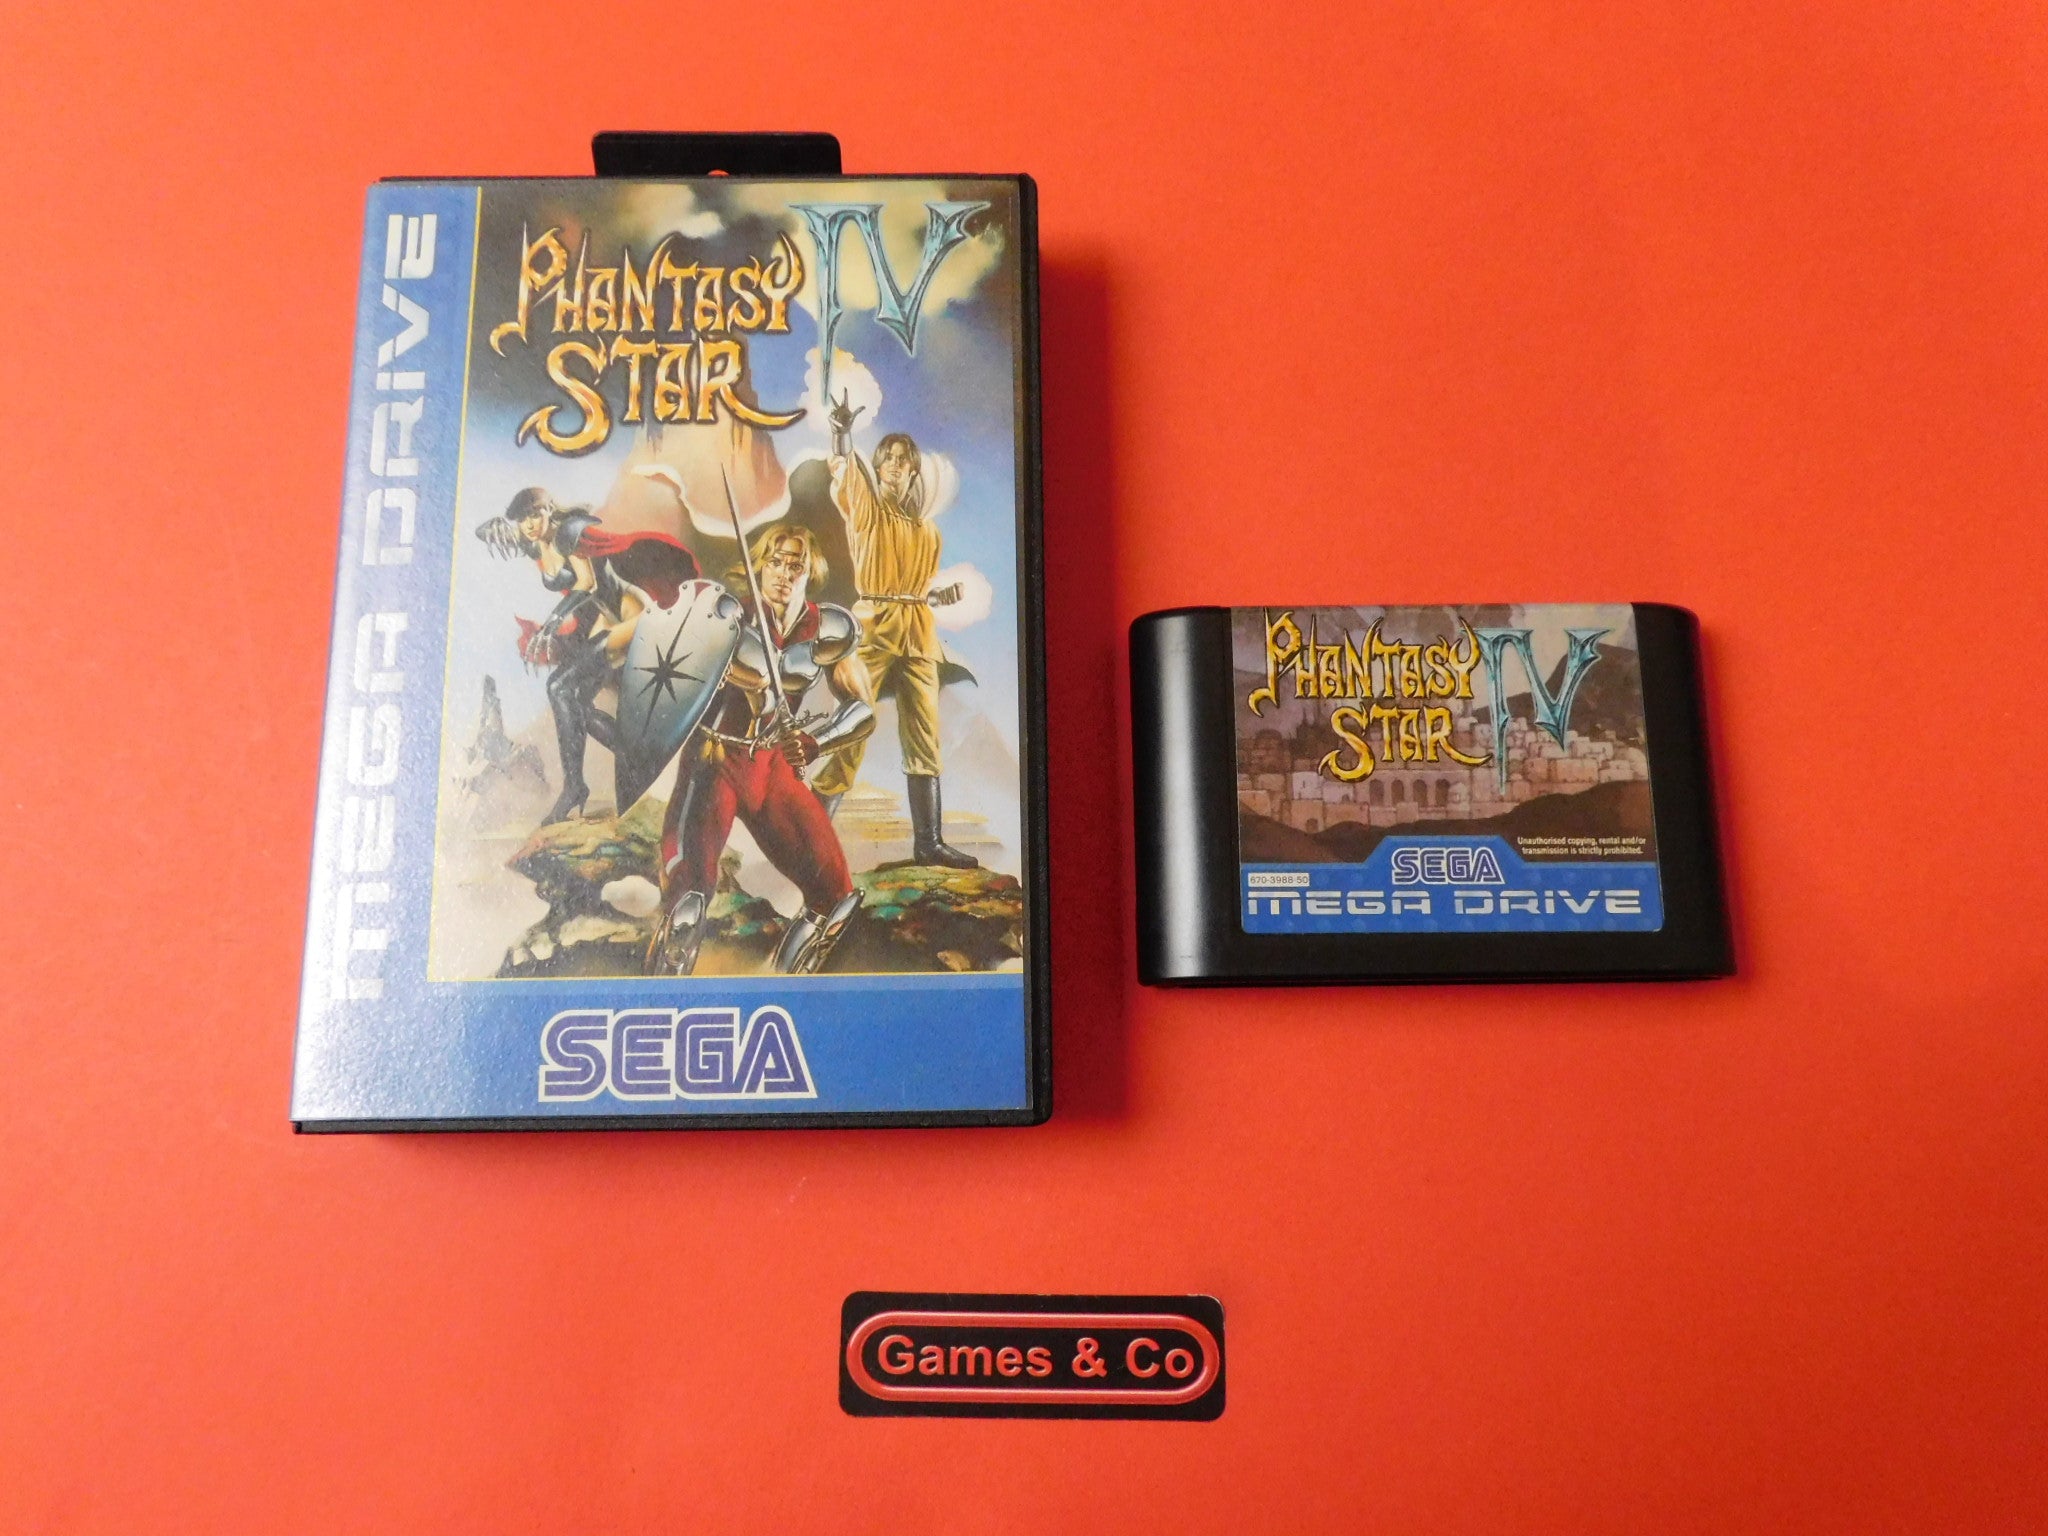 MEGA DRIVE
PHANTASY
STAR IV
SEGA
PHANTASY
STAR IV
Unauthorised copying, rental and/or
transmission is strictly prohibited.
SEGA
670-3988-50
MEGA DRIVE
Games & Co